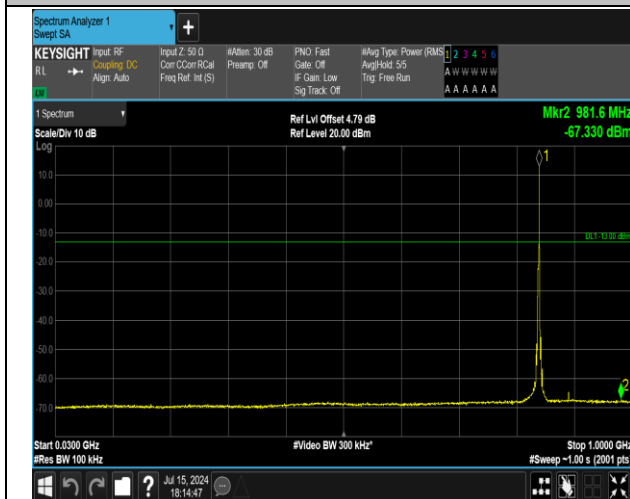 Spectrum Analyzer 1
Swept SA
+
KEYSIGHT Input: RF Input Z: 50 Ω #Atten: 30 dB PNO: Fast #Avg Type: Power (RMS 1 2 3 4 5 6
RL Coupling: DC Corr CCorr RCal Preamp: Off Gate: Off Avg|Hold: 5/5 A W W W W W
Align: Auto Freq Ref: Int (S) IF Gain: Low Trig: Free Run
LXI Sig Track: Off A A A A A A
1 Spectrum Ref Lvl Offset 4.79 dB Mkr2 981.6 MHz
Scale/Div 10 dB Ref Level 20.00 dBm -67.330 dBm
Log
1
10.0
0.00
DL1 -13.00 dBm
-10.0
-20.0
-30.0
-40.0
-50.0
-60.0
2
-70.0
Start 0.0300 GHz #Video BW 300 kHz* Stop 1.0000 GHz
#Res BW 100 kHz #Sweep ~1.00 s (2001 pts
? Jul 15, 2024
18:14:47